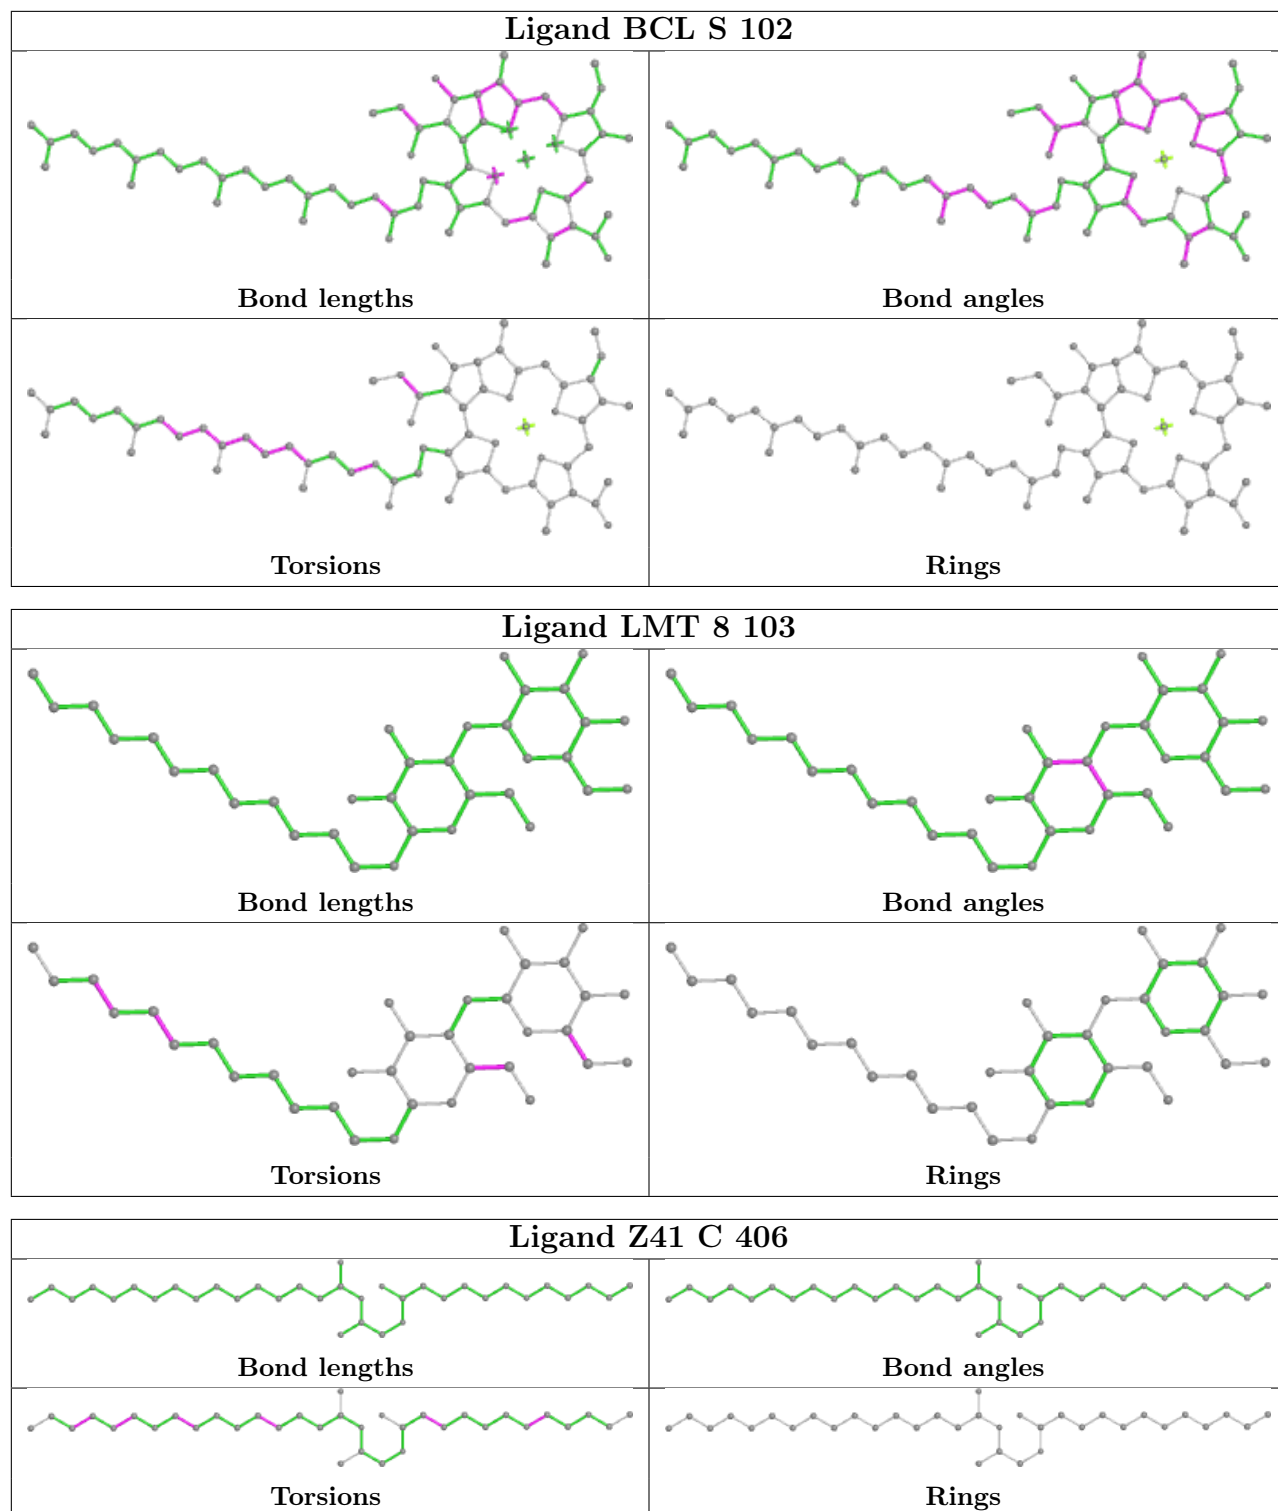 Ligand BCL S 102
Bond lengths
Bond angles
Torsions
Rings
Ligand LMT 8 103
Bond lengths
Bond angles
Torsions
Rings
Ligand Z41 C 406
Bond lengths
Bond angles
Torsions
Rings